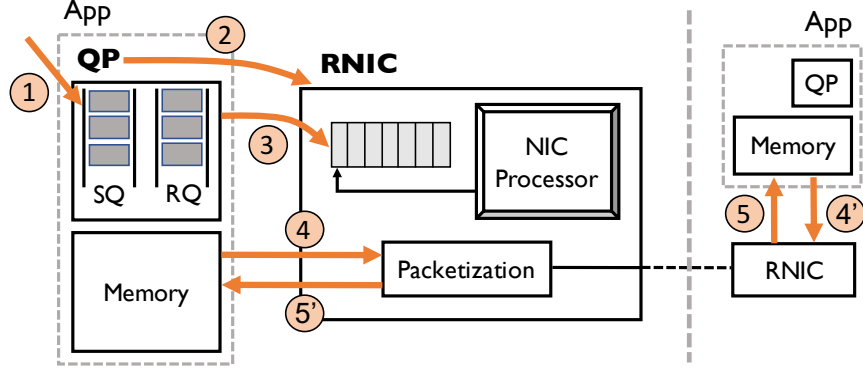 App
App
2
QP
RNIC
1
QP
3
NIC
Processor
Memory
SQ
RQ
5
4’
4
Memory
Packetization
RNIC
5’